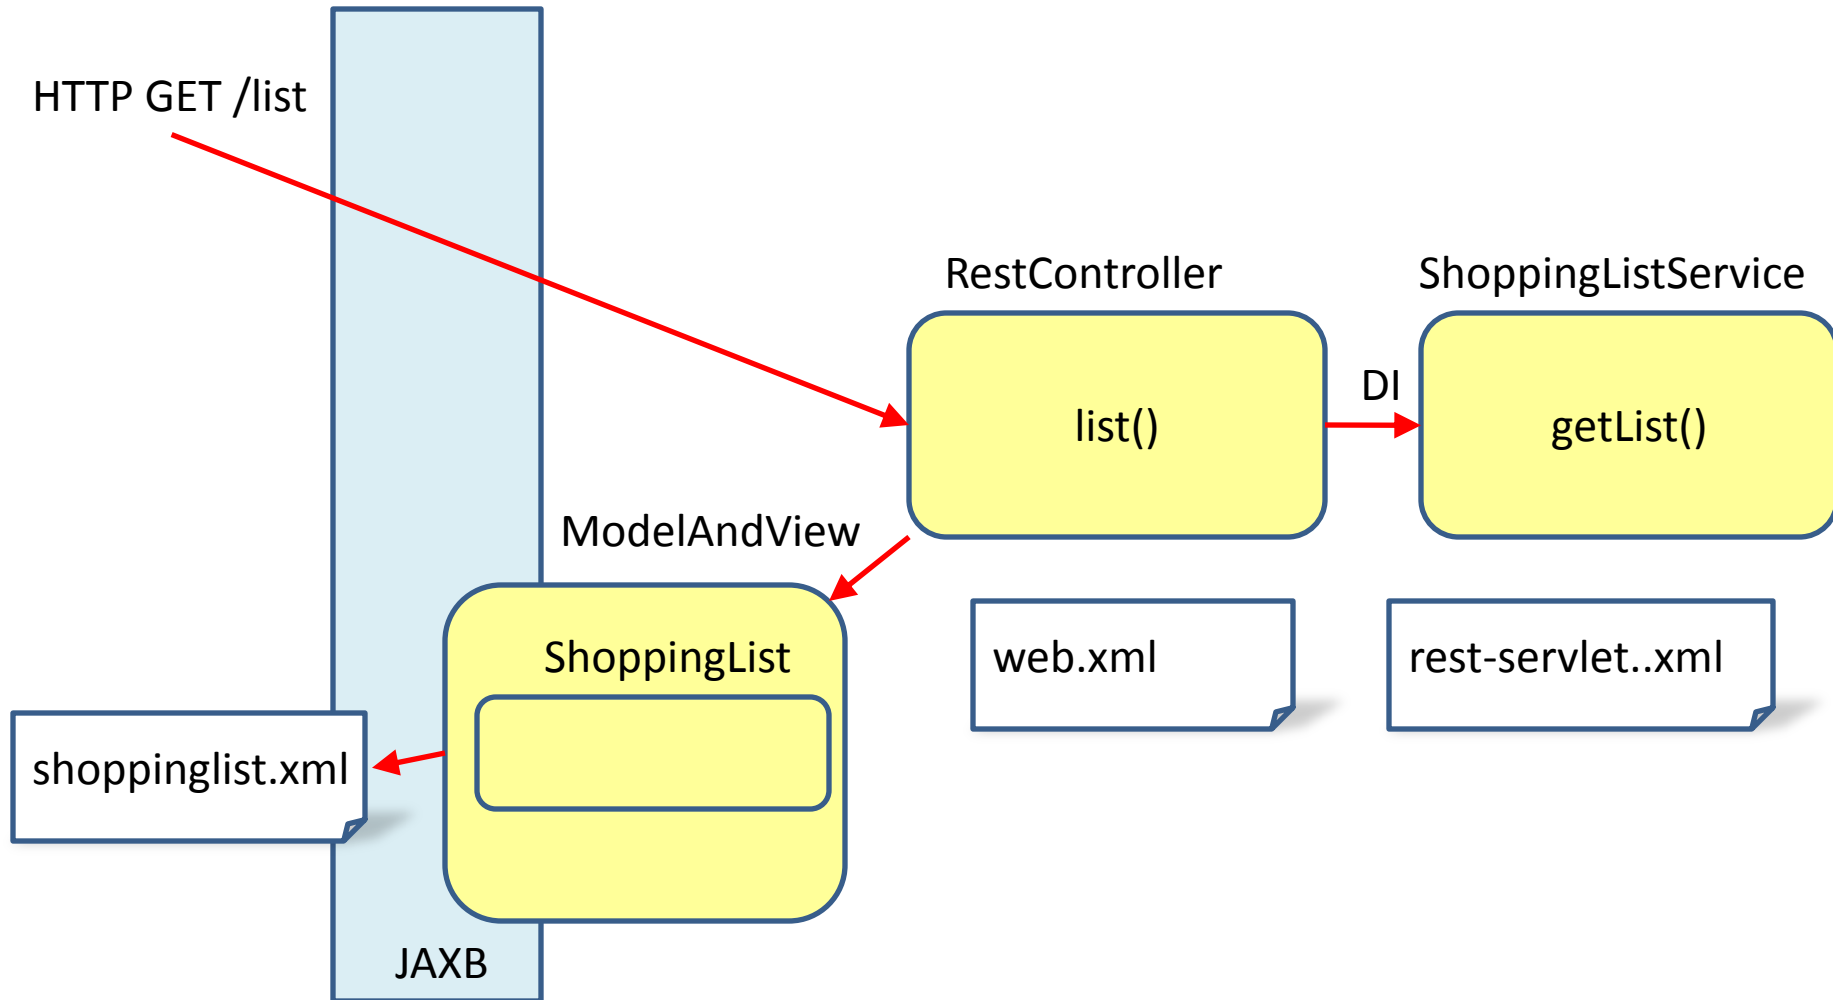 HTTP GET /list
RestController
ShoppingListService
DI
list()
getList()
ModelAndView
ShoppingList
web.xml
rest-servlet..xml
shoppinglist.xml
JAXB